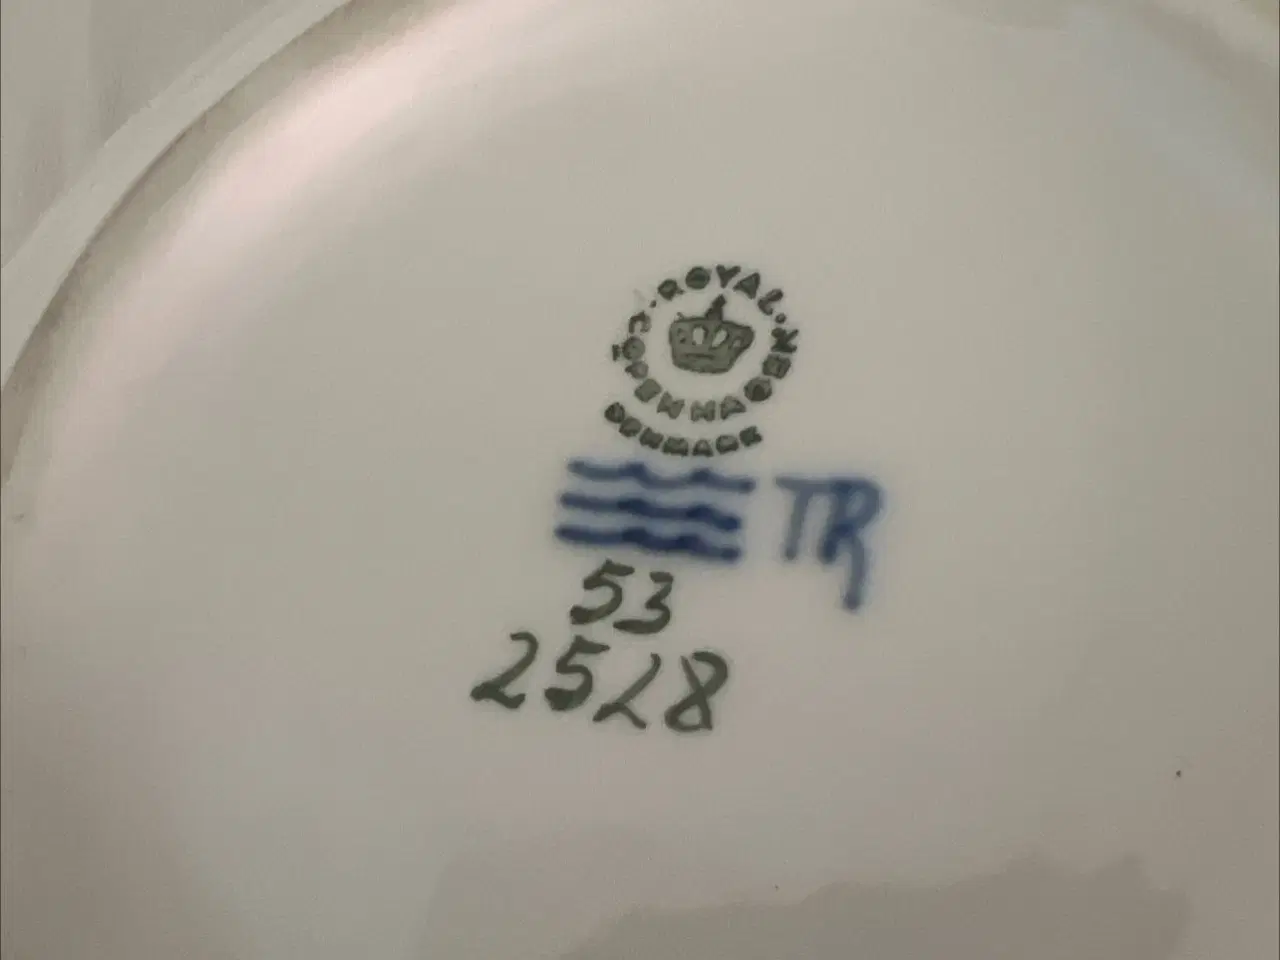 ROYAL · COPENHAGEN ·
DENMARK
TR
53
2528